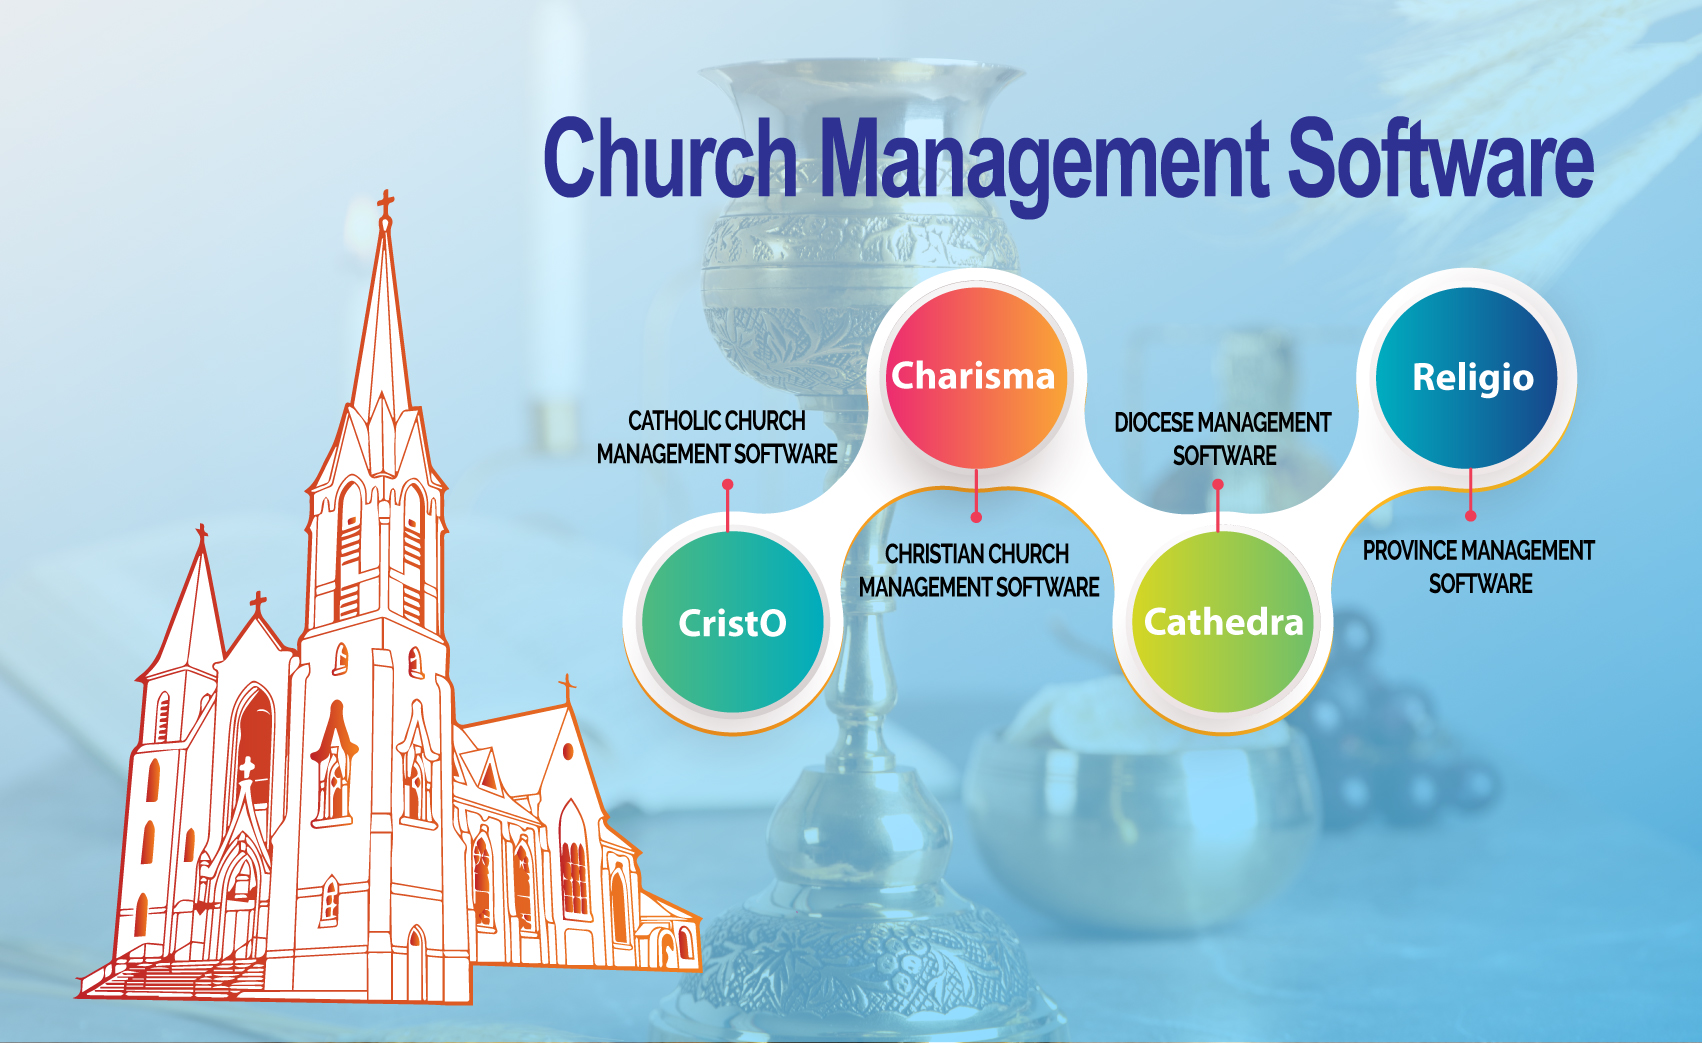 Church Management Software
CATHOLIC CHURCH
MANAGEMENT SOFTWARE
CristO
Charisma
CHRISTIAN CHURCH
MANAGEMENT SOFTWARE
DIOCESE MANAGEMENT
SOFTWARE
Cathedra
Religio
PROVINCE MANAGEMENT
SOFTWARE